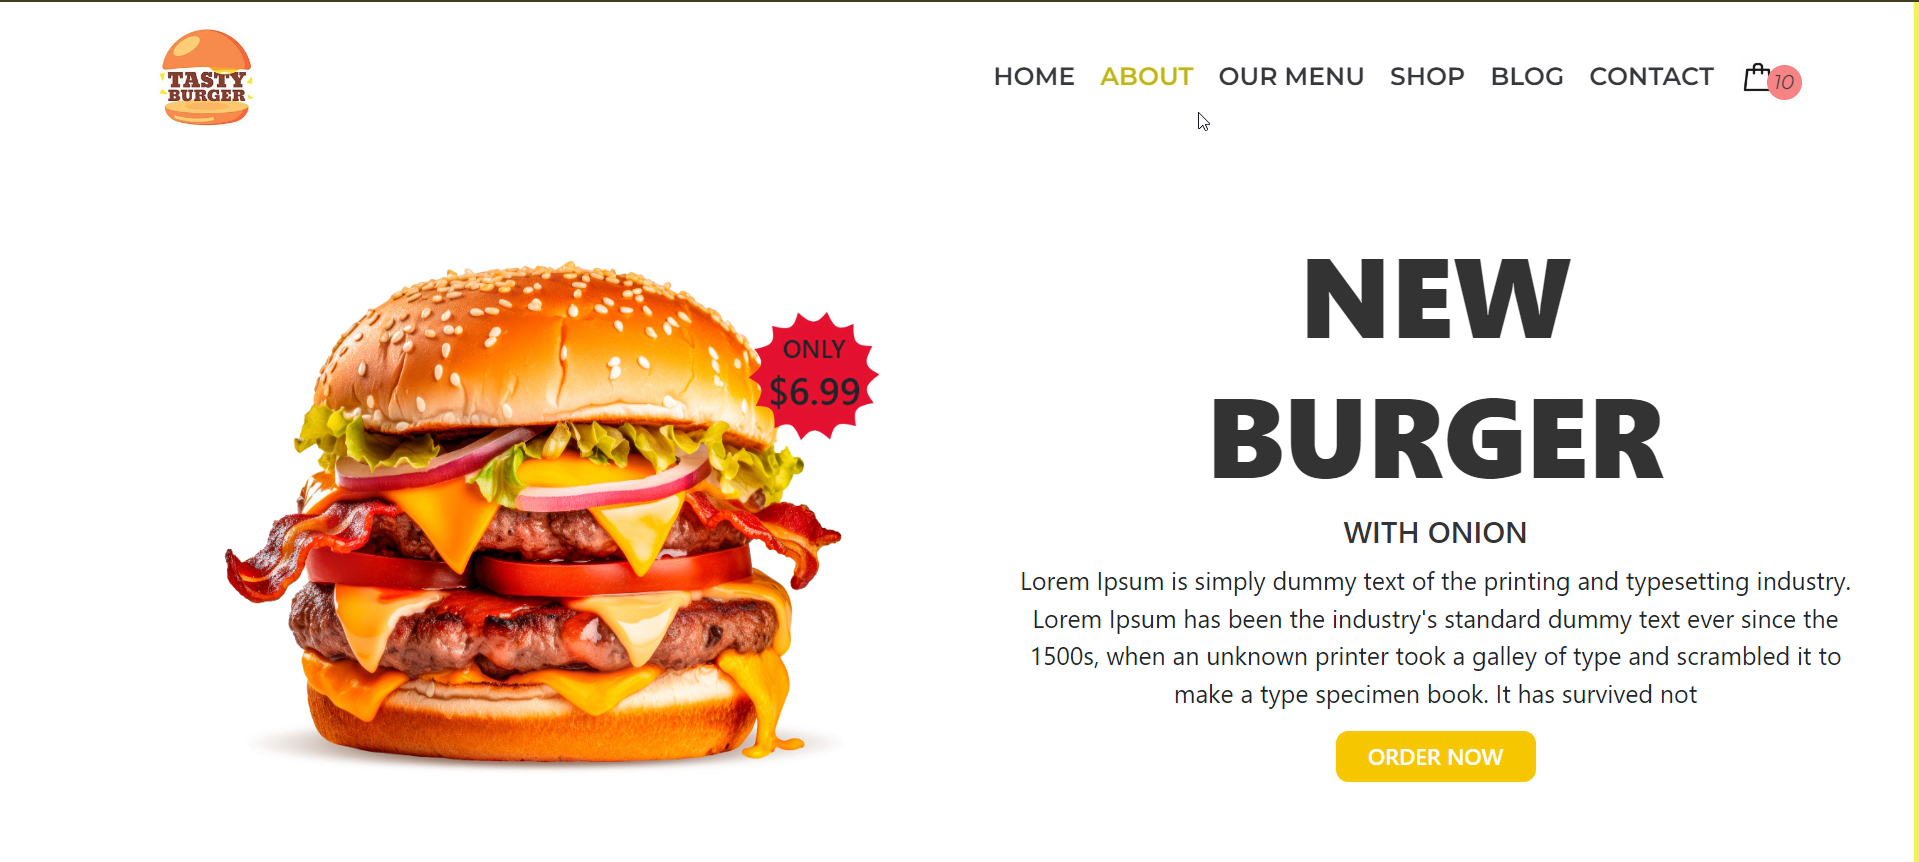 TASTY
BURGER
HOME ABOUT OUR MENU SHOP BLOG CONTACT 10
ONLY
$6.99
NEW
BURGER
WITH ONION
Lorem Ipsum is simply dummy text of the printing and typesetting industry.
Lorem Ipsum has been the industry's standard dummy text ever since the
1500s, when an unknown printer took a galley of type and scrambled it to
make a type specimen book. It has survived not
ORDER NOW